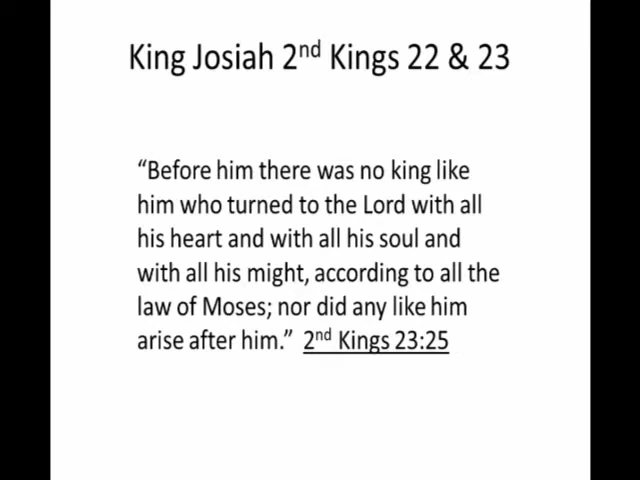 King Josiah 2nd Kings 22 & 23
“Before him there was no king like
him who turned to the Lord with all
his heart and with all his soul and
with all his might, according to all the
law of Moses; nor did any like him
arise after him.” 2nd Kings 23:25